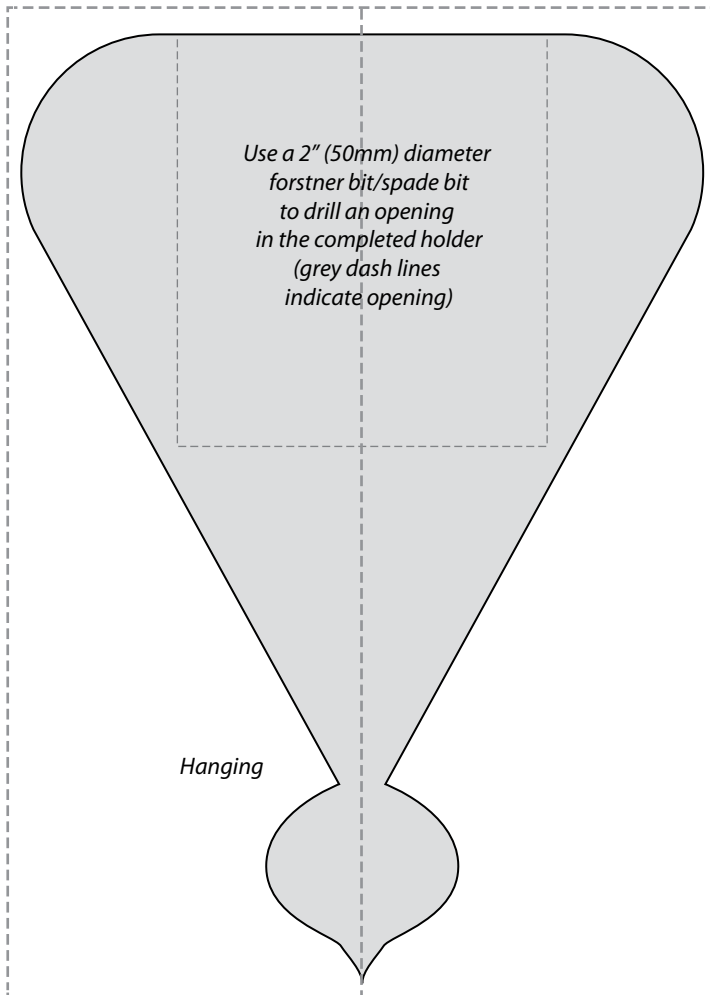 Use a 2″ (50mm) diameter
forstner bit/spade bit
to drill an opening
in the completed holder
(grey dash lines
indicate opening)
Hanging